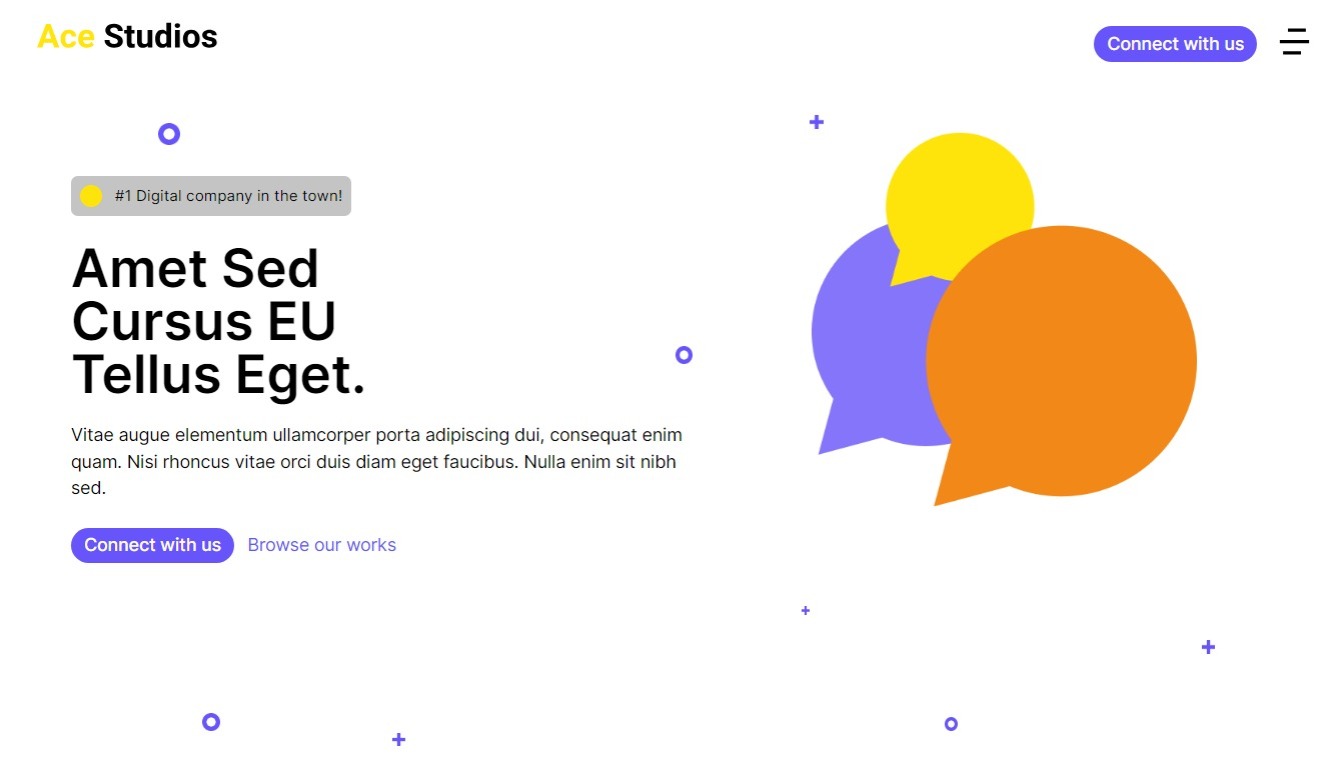 Ace Studios
Connect with us
#1 Digital company in the town!
Amet Sed
Cursus EU
Tellus Eget.
Vitae augue elementum ullamcorper porta adipiscing dui, consequat enim
quam. Nisi rhoncus vitae orci duis diam eget faucibus. Nulla enim sit nibh
sed.
Connect with us
Browse our works